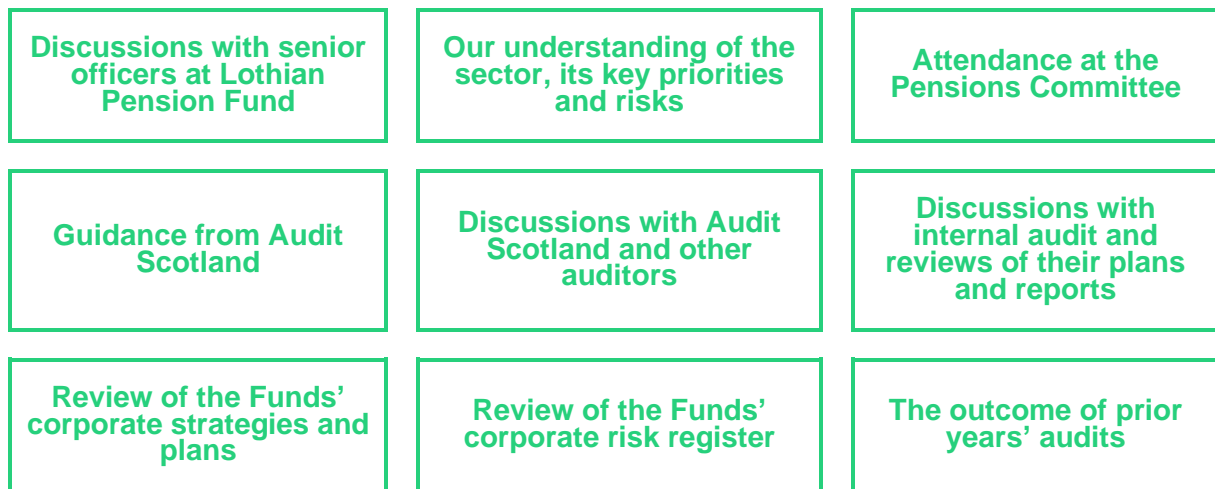 Discussions with senior
officers at Lothian
Pension Fund
Our understanding of the
sector, its key priorities
and risks
Attendance at the
Pensions Committee
Guidance from Audit
Scotland
Discussions with Audit
Scotland and other
auditors
Discussions with
internal audit and
reviews of their plans
and reports
Review of the Funds’
corporate strategies and
plans
Review of the Funds’
corporate risk register
The outcome of prior
years’ audits